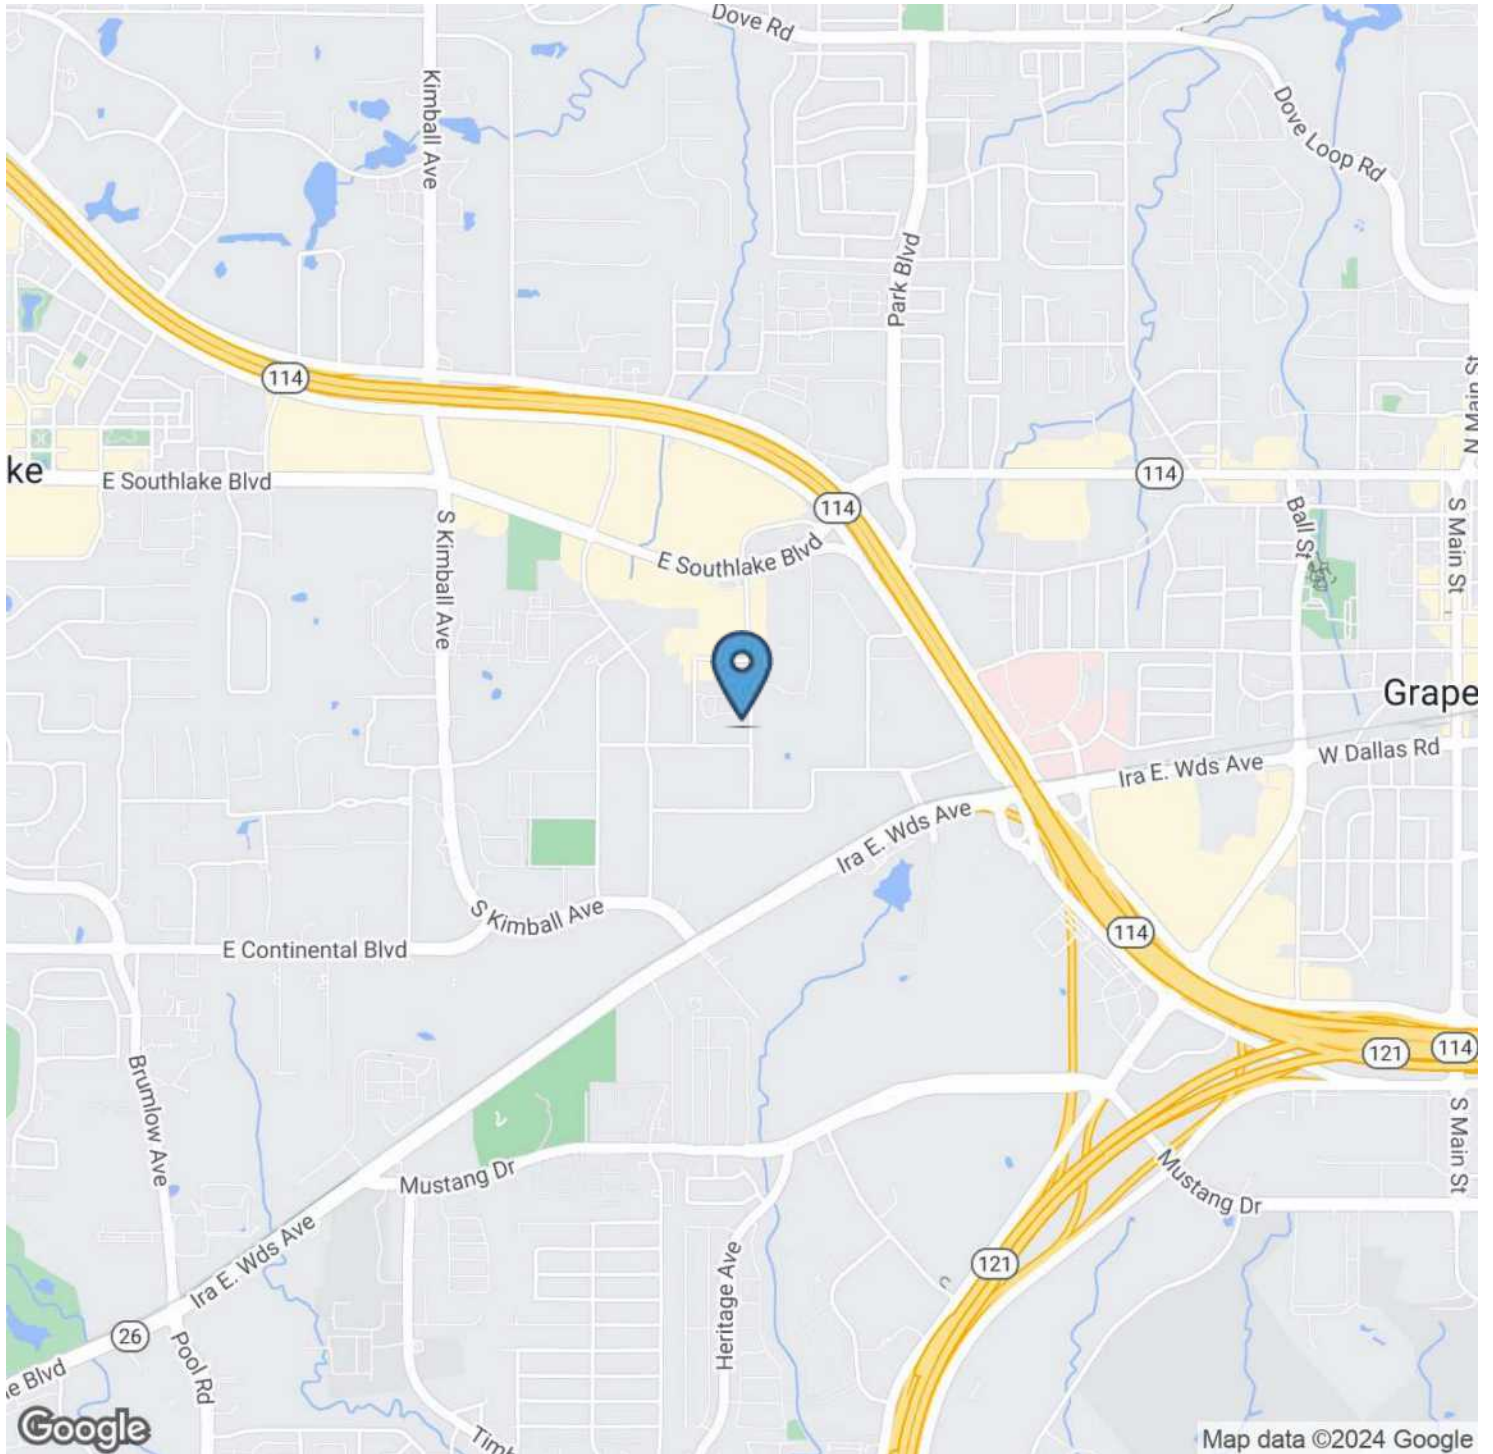 Dove Rd
Kimball Ave
Dove Loop Rd
Park Blvd
114
N Main St
ke
E Southlake Blvd
114
114
S Kimball Ave
E Southlake Blvd
Ball St
S Main St
Grape
W Dallas Rd
Ira E. Wds Ave
Ira E. Wds Ave
S Kimball Ave
E Continental Blvd
114
121
114
Brumlow Ave
Mustang Dr
Mustang Dr
S Main St
Ira E. Wds Ave
Heritage Ave
121
26
Pool Rd
e Blvd
Timb
Google
Map data ©2024 Google